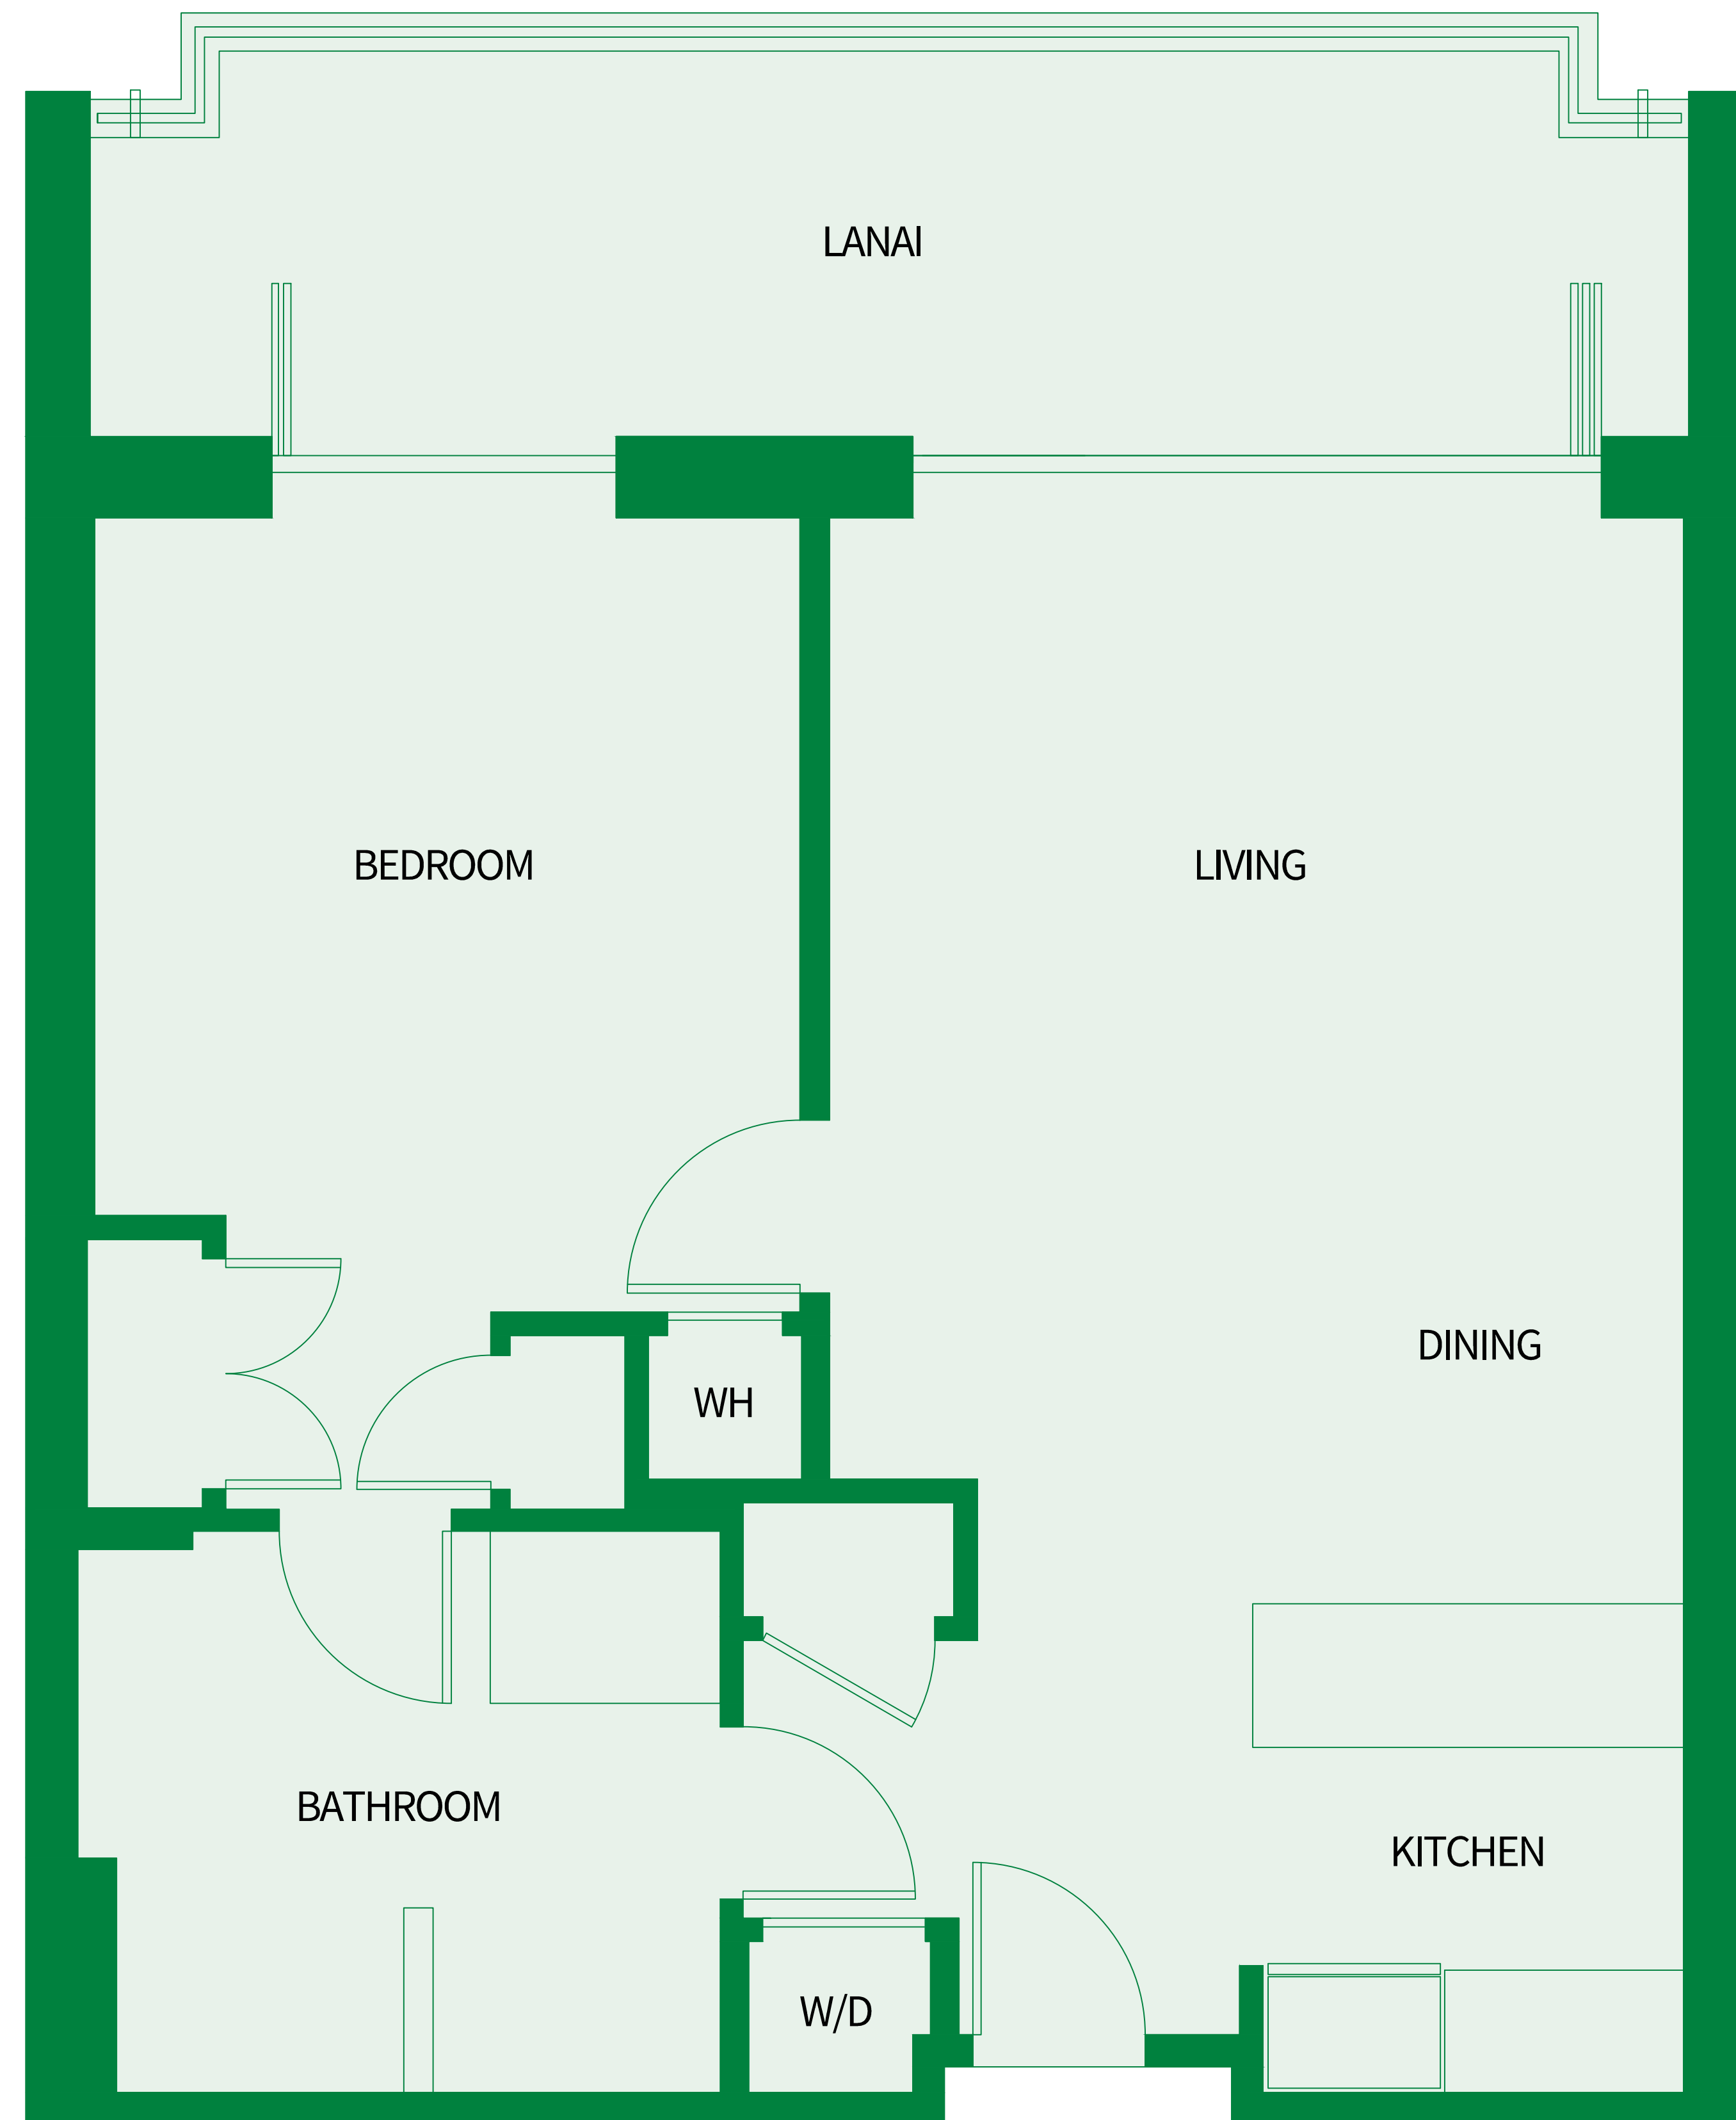 LANAI
BEDROOM
LIVING
DINING
WH
BATHROOM
KITCHEN
W/D